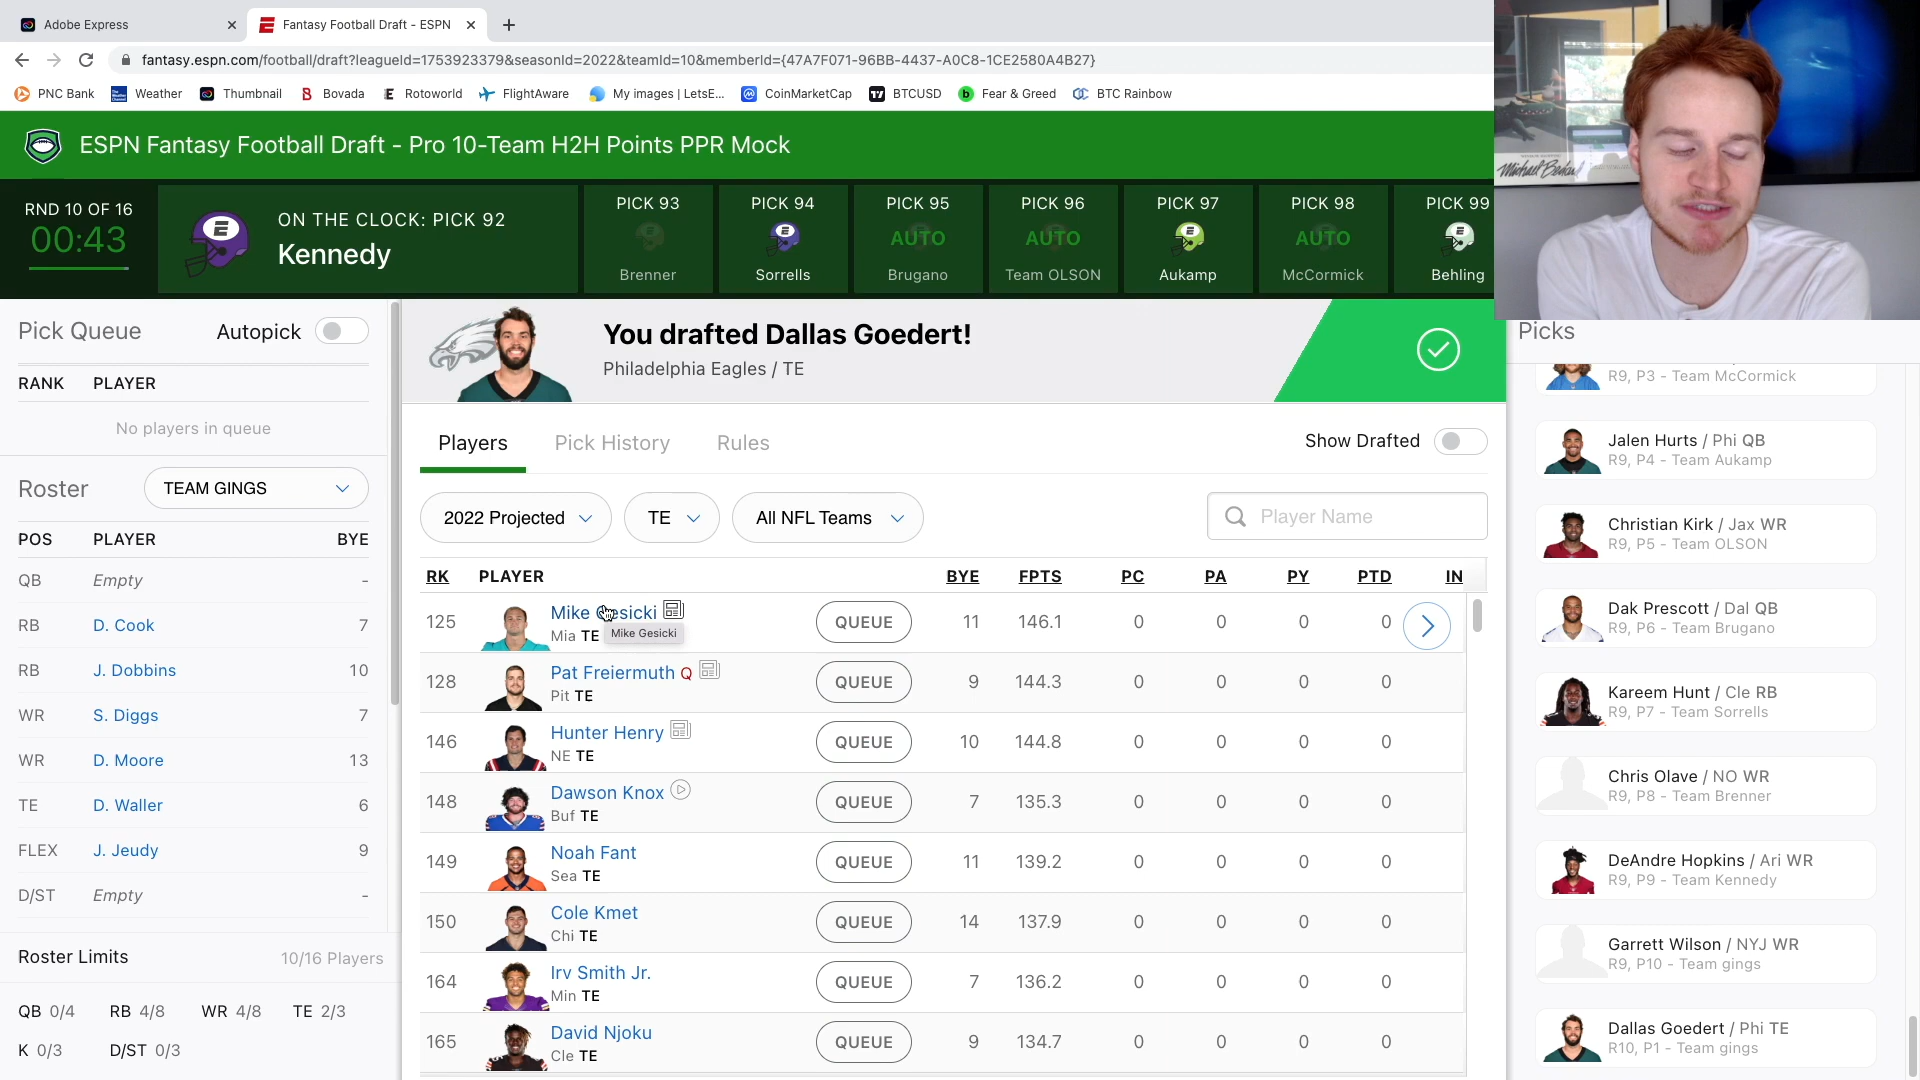 Adobe Express
Fantasy Football Draft - ESPN
fantasy.espn.com/football/draft?leagueId=1753923379&seasonId=2022&teamId=10&memberId={47A7F071-96BB-4437-A0C8-1CE2580A4B27}
PNC Bank Weather Thumbnail Bovada Rotoworld FlightAware My images | LetsE... CoinMarketCap BTCUSD Fear & Greed BTC Rainbow
ESPN Fantasy Football Draft - Pro 10-Team H2H Points PPR Mock
RND 10 OF 16
00:43
ON THE CLOCK: PICK 92
Kennedy
PICK 93
Brenner
PICK 94
Sorrells
PICK 95
AUTO
Brugano
PICK 96
AUTO
Team OLSON
PICK 97
Aukamp
PICK 98
AUTO
McCormick
PICK 99
Behling
Pick Queue Autopick
RANK PLAYER
No players in queue
Roster TEAM GINGS
POS PLAYER BYE
QB Empty -
RB D. Cook 7
RB J. Dobbins 10
WR S. Diggs 7
WR D. Moore 13
TE D. Waller 6
FLEX J. Jeudy 9
D/ST Empty -
Roster Limits 10/16 Players
QB 0/4 RB 4/8 WR 4/8 TE 2/3
K 0/3 D/ST 0/3
You drafted Dallas Goedert!
Philadelphia Eagles / TE
Players Pick History Rules Show Drafted
2022 Projected TE All NFL Teams Player Name
RK PLAYER BYE FPTS PC PA PY PTD IN
125 Mike Gesicki QUEUE 11 146.1 0 0 0 0
Mia TE
Mike Gesicki
128 Pat Freiermuth Q QUEUE 9 144.3 0 0 0 0
Pit TE
146 Hunter Henry QUEUE 10 144.8 0 0 0 0
NE TE
148 Dawson Knox QUEUE 7 135.3 0 0 0 0
Buf TE
149 Noah Fant QUEUE 11 139.2 0 0 0 0
Sea TE
150 Cole Kmet QUEUE 14 137.9 0 0 0 0
Chi TE
164 Irv Smith Jr. QUEUE 7 136.2 0 0 0 0
Min TE
165 David Njoku QUEUE 9 134.7 0 0 0 0
Cle TE
Picks
R9, P3 - Team McCormick
Jalen Hurts / Phi QB
R9, P4 - Team Aukamp
Christian Kirk / Jax WR
R9, P5 - Team OLSON
Dak Prescott / Dal QB
R9, P6 - Team Brugano
Kareem Hunt / Cle RB
R9, P7 - Team Sorrells
Chris Olave / NO WR
R9, P8 - Team Brenner
DeAndre Hopkins / Ari WR
R9, P9 - Team Kennedy
Garrett Wilson / NYJ WR
R9, P10 - Team gings
Dallas Goedert / Phi TE
R10, P1 - Team gings